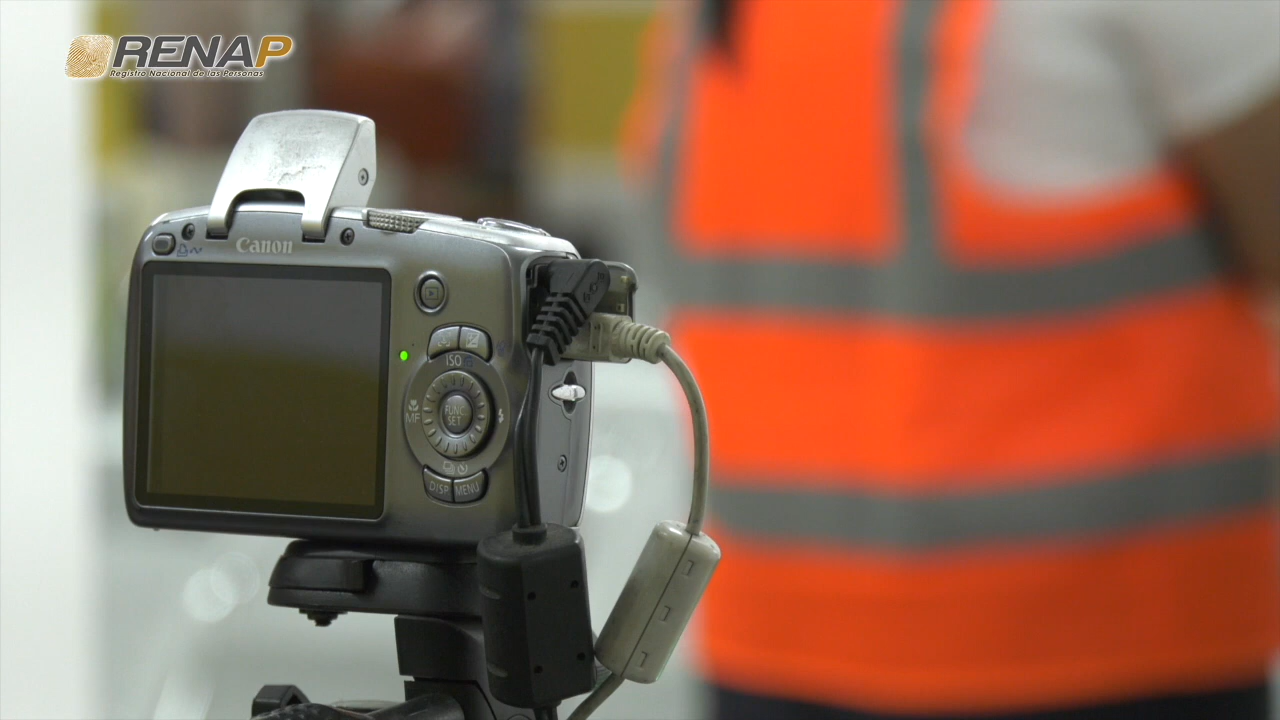 RENAP
Registro Nacional de las Personas
Canon
ISO
MF
FUNC.
SET
DISP.
MENU